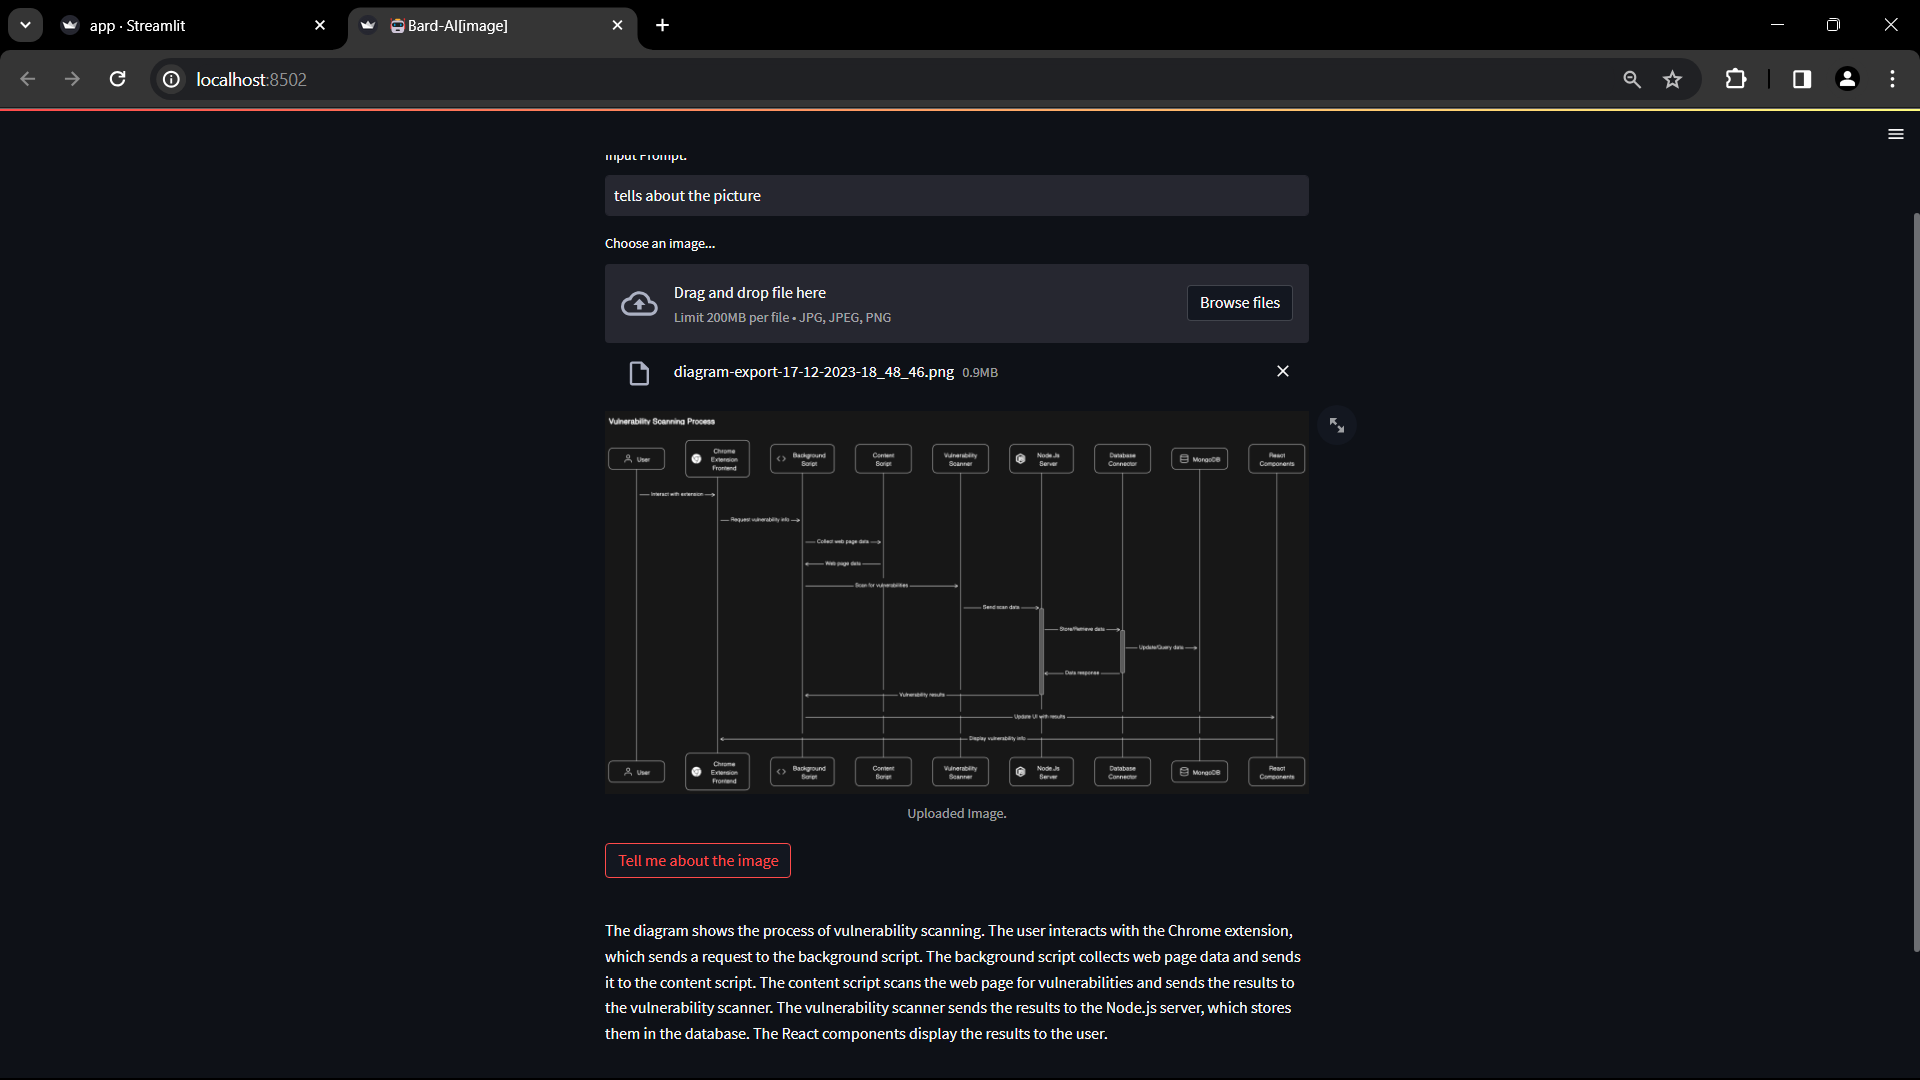 app · Streamlit
Bard-AI[image]
localhost:8502
Input Prompt:
tells about the picture
Choose an image...
Drag and drop file here
Limit 200MB per file • JPG, JPEG, PNG
Browse files
diagram-export-17-12-2023-18_48_46.png 0.9MB
Vulnerability Scanning Process
User
Chrome Extension Frontend
Background Script
Content Script
Vulnerability Scanner
Node.Js Server
Database Connector
MongoDB
React Components
Interact with extension
Request vulnerability info
Collect web page data
Web page data
Scan for vulnerabilities
Send scan data
Store/Retrieve data
Update/Query data
Data response
Vulnerability results
Update UI with results
Display vulnerability info
User
Chrome Extension Frontend
Background Script
Content Script
Vulnerability Scanner
Node.Js Server
Database Connector
MongoDB
React Components
Uploaded Image.
Tell me about the image
The diagram shows the process of vulnerability scanning. The user interacts with the Chrome extension,
which sends a request to the background script. The background script collects web page data and sends
it to the content script. The content script scans the web page for vulnerabilities and sends the results to
the vulnerability scanner. The vulnerability scanner sends the results to the Node.js server, which stores
them in the database. The React components display the results to the user.